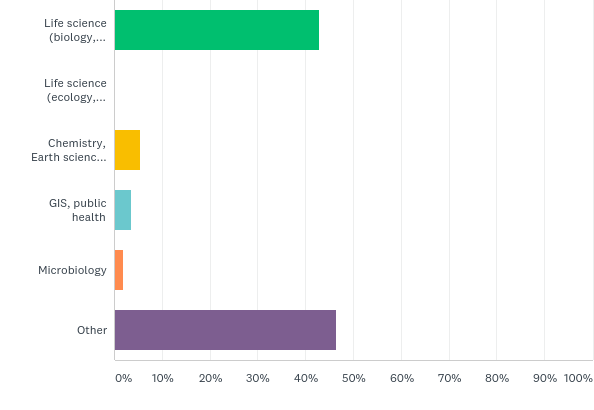 Life science
(biology,...
Life science
(ecology,...
Chemistry,
Earth scienc...
GIS, public
health
Microbiology
Other
0% 10% 20% 30% 40% 50% 60% 70% 80% 90% 100%